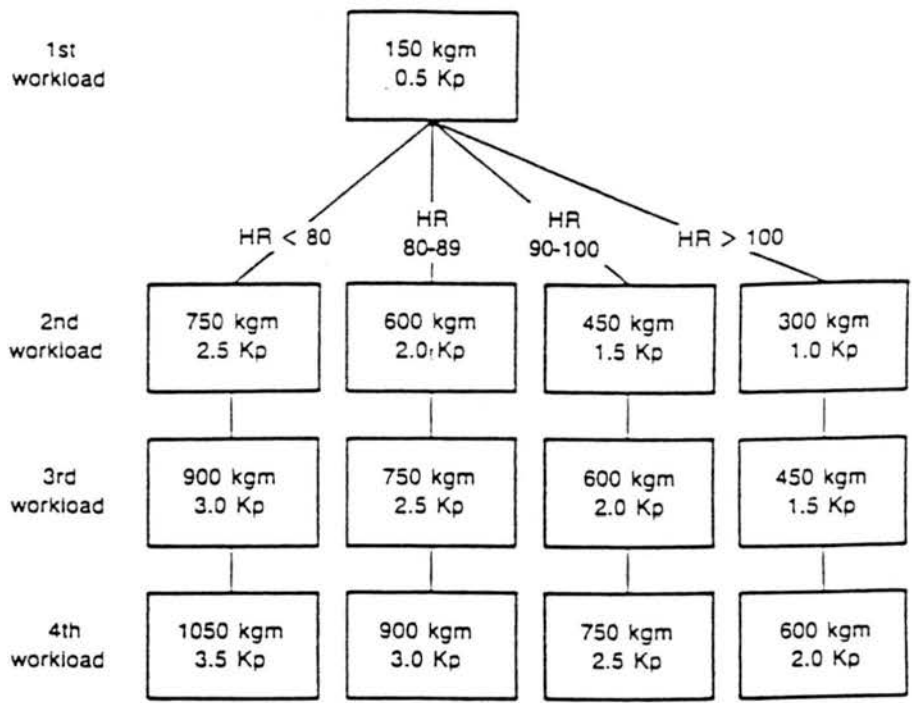 1st
workload
150 kgm
0.5 Kp
HR < 80
HR
80-89
HR
90-100
HR > 100
2nd
workload
750 kgm
2.5 Kp
600 kgm
2.0 Kp
450 kgm
1.5 Kp
300 kgm
1.0 Kp
3rd
workload
900 kgm
3.0 Kp
750 kgm
2.5 Kp
600 kgm
2.0 Kp
450 kgm
1.5 Kp
4th
workload
1050 kgm
3.5 Kp
900 kgm
3.0 Kp
750 kgm
2.5 Kp
600 kgm
2.0 Kp